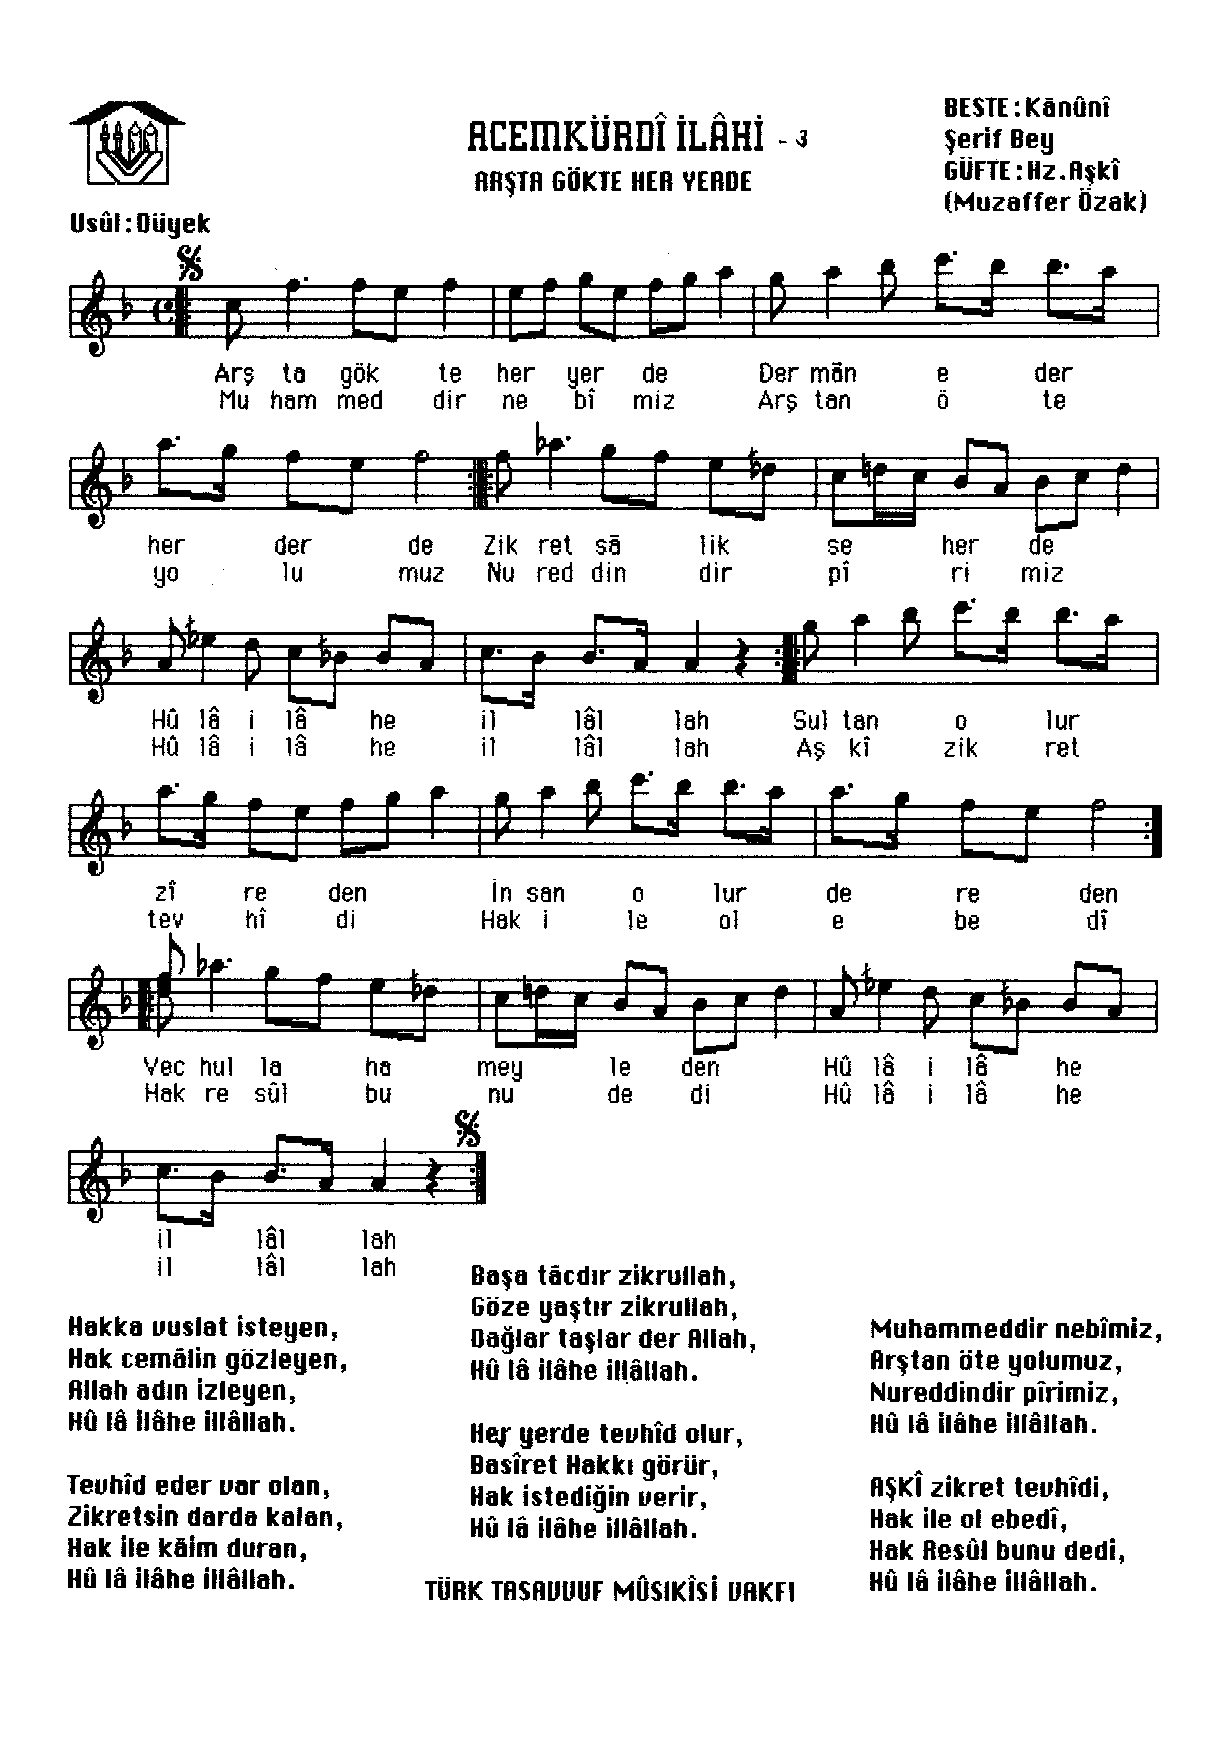 ACEMKÜRDÎ İLÂHİ - 3
ARŞTA GÖKTE HER YERDE
BESTE:Kānûnî
Şerif Bey
GÜFTE:Hz.Aşkî
(Muzaffer Özak)
Usûl:Düyek
Arş ta gök te her yer de Der mān e der
Mu ham med dir ne bî miz Arş tan ö te
her der de Zik ret sā lik se her de
yo lu muz Nu red din dir pî ri miz
Hû lâ i lâ he il lâl lah Sul tan o lur
Hû lâ i lâ he il lâl lah Aş kî zik ret
zî re den İn san o lur de re den
tev hî di Hak i le ol e be dî
Vec hul la ha mey le den Hû lâ i lâ he
Hak re sûl bu nu de di Hû lâ i lâ he
il lâl lah
il lâl lah
Hakka vuslat isteyen,
Hak cemālin gözleyen,
Allah adın izleyen,
Hû lâ ilâhe illâllah.
Tevhîd eder var olan,
Zikretsin darda kalan,
Hak ile kāim duran,
Hû lâ ilâhe illâllah.
Başa tācdır zikrullah,
Göze yaştır zikrullah,
Dağlar taşlar der Allah,
Hû lâ ilâhe illâllah.
Her yerde tevhîd olur,
Basîret Hakkı görür,
Hak istediğin verir,
Hû lâ ilâhe illâllah.
Muhammeddir nebîmiz,
Arştan öte yolumuz,
Nureddindir pîrimiz,
Hû lâ ilâhe illâllah.
AŞKÎ zikret tevhîdi,
Hak ile ol ebedî,
Hak Resûl bunu dedi,
Hû lâ ilâhe illâllah.
TÜRK TASAVVUF MÛSIKÎSİ VAKFI